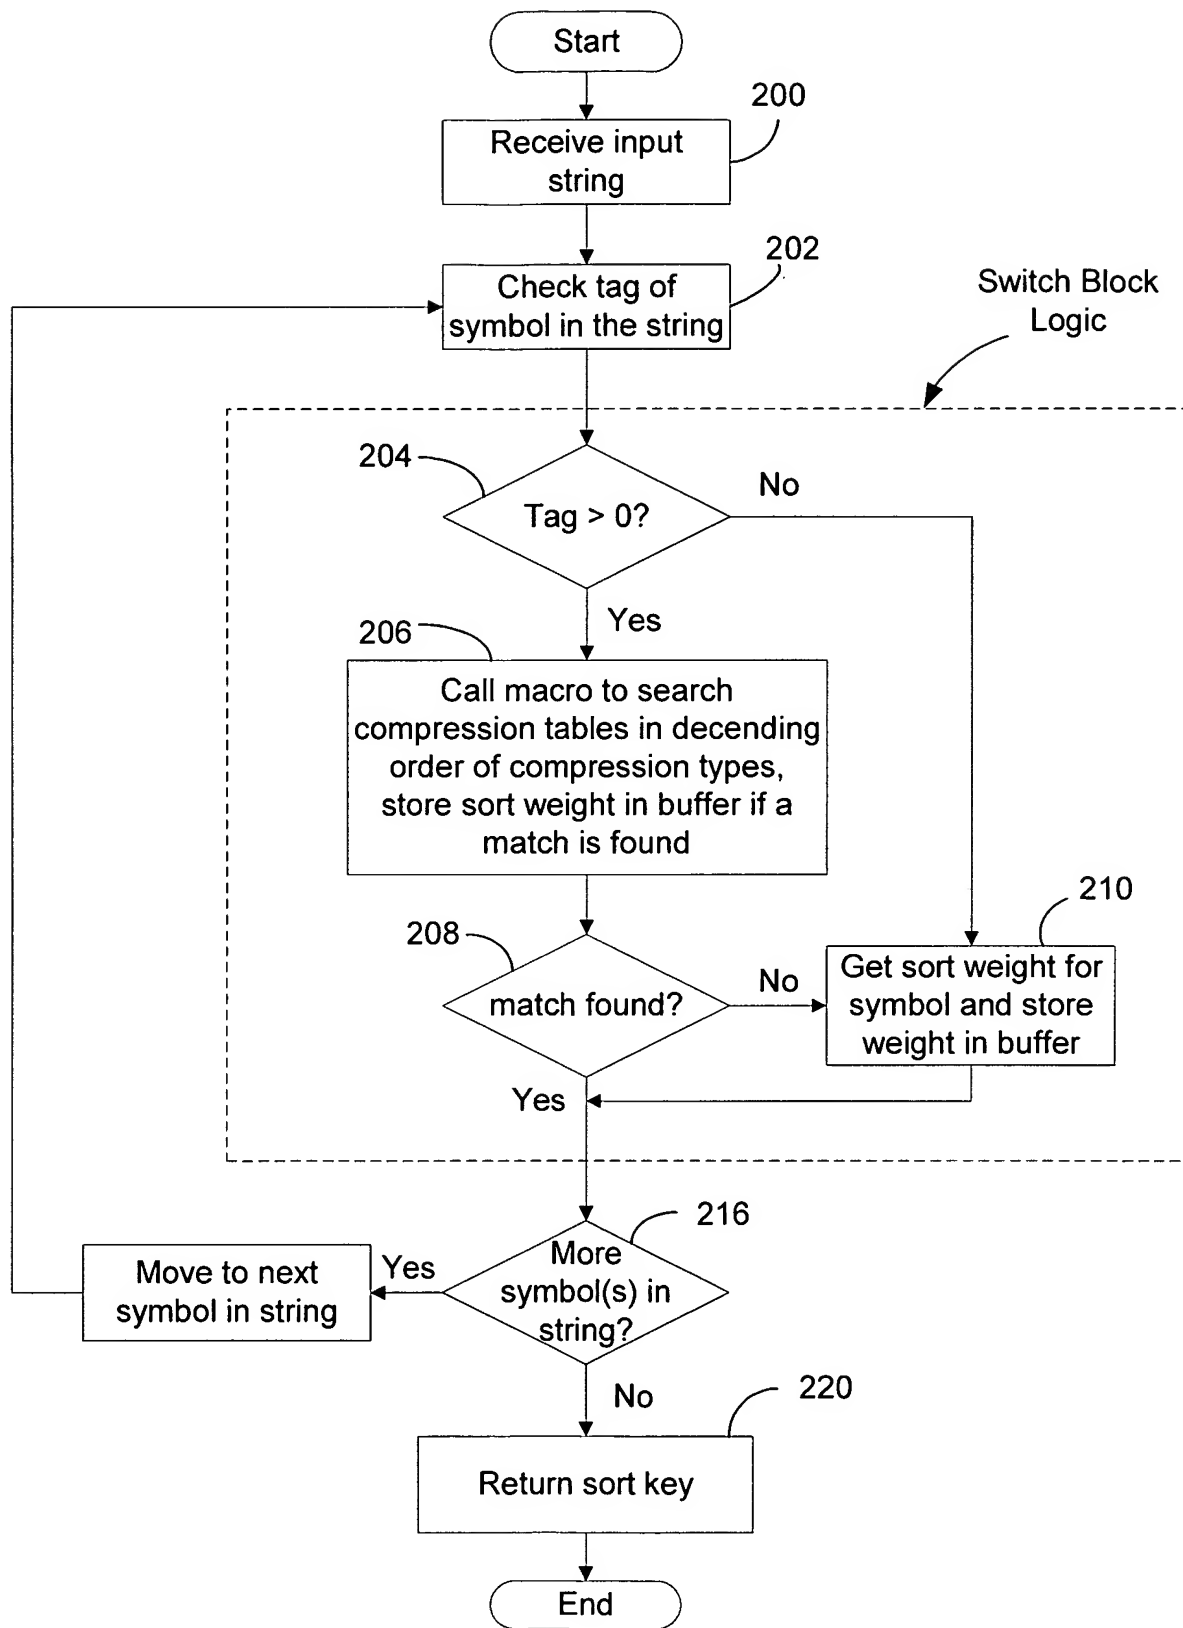 Start
200
Receive input
string
202
Check tag of
symbol in the string
Switch Block
Logic
204
Tag > 0?
No
Yes
206
Call macro to search
compression tables in decending
order of compression types,
store sort weight in buffer if a
match is found
208
match found?
No
210
Get sort weight for
symbol and store
weight in buffer
Yes
216
More
symbol(s) in
string?
Yes
Move to next
symbol in string
No
220
Return sort key
End